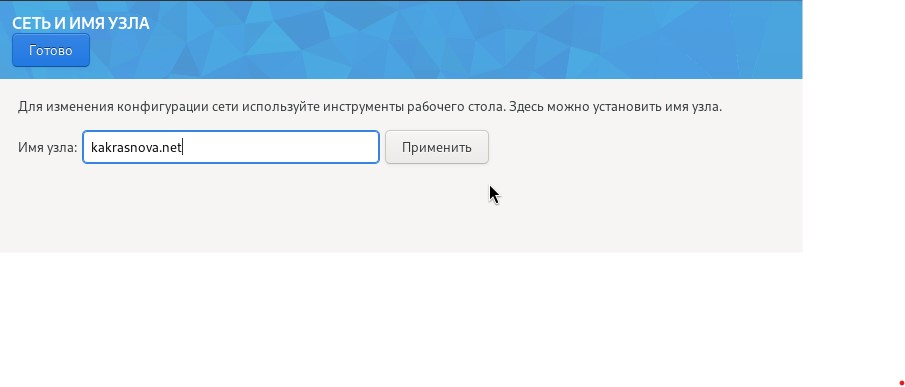 СЕТЬ И ИМЯ УЗЛА
Готово
Для изменения конфигурации сети используйте инструменты рабочего стола. Здесь можно установить имя узла.
Имя узла: kakrasnova.net Применить